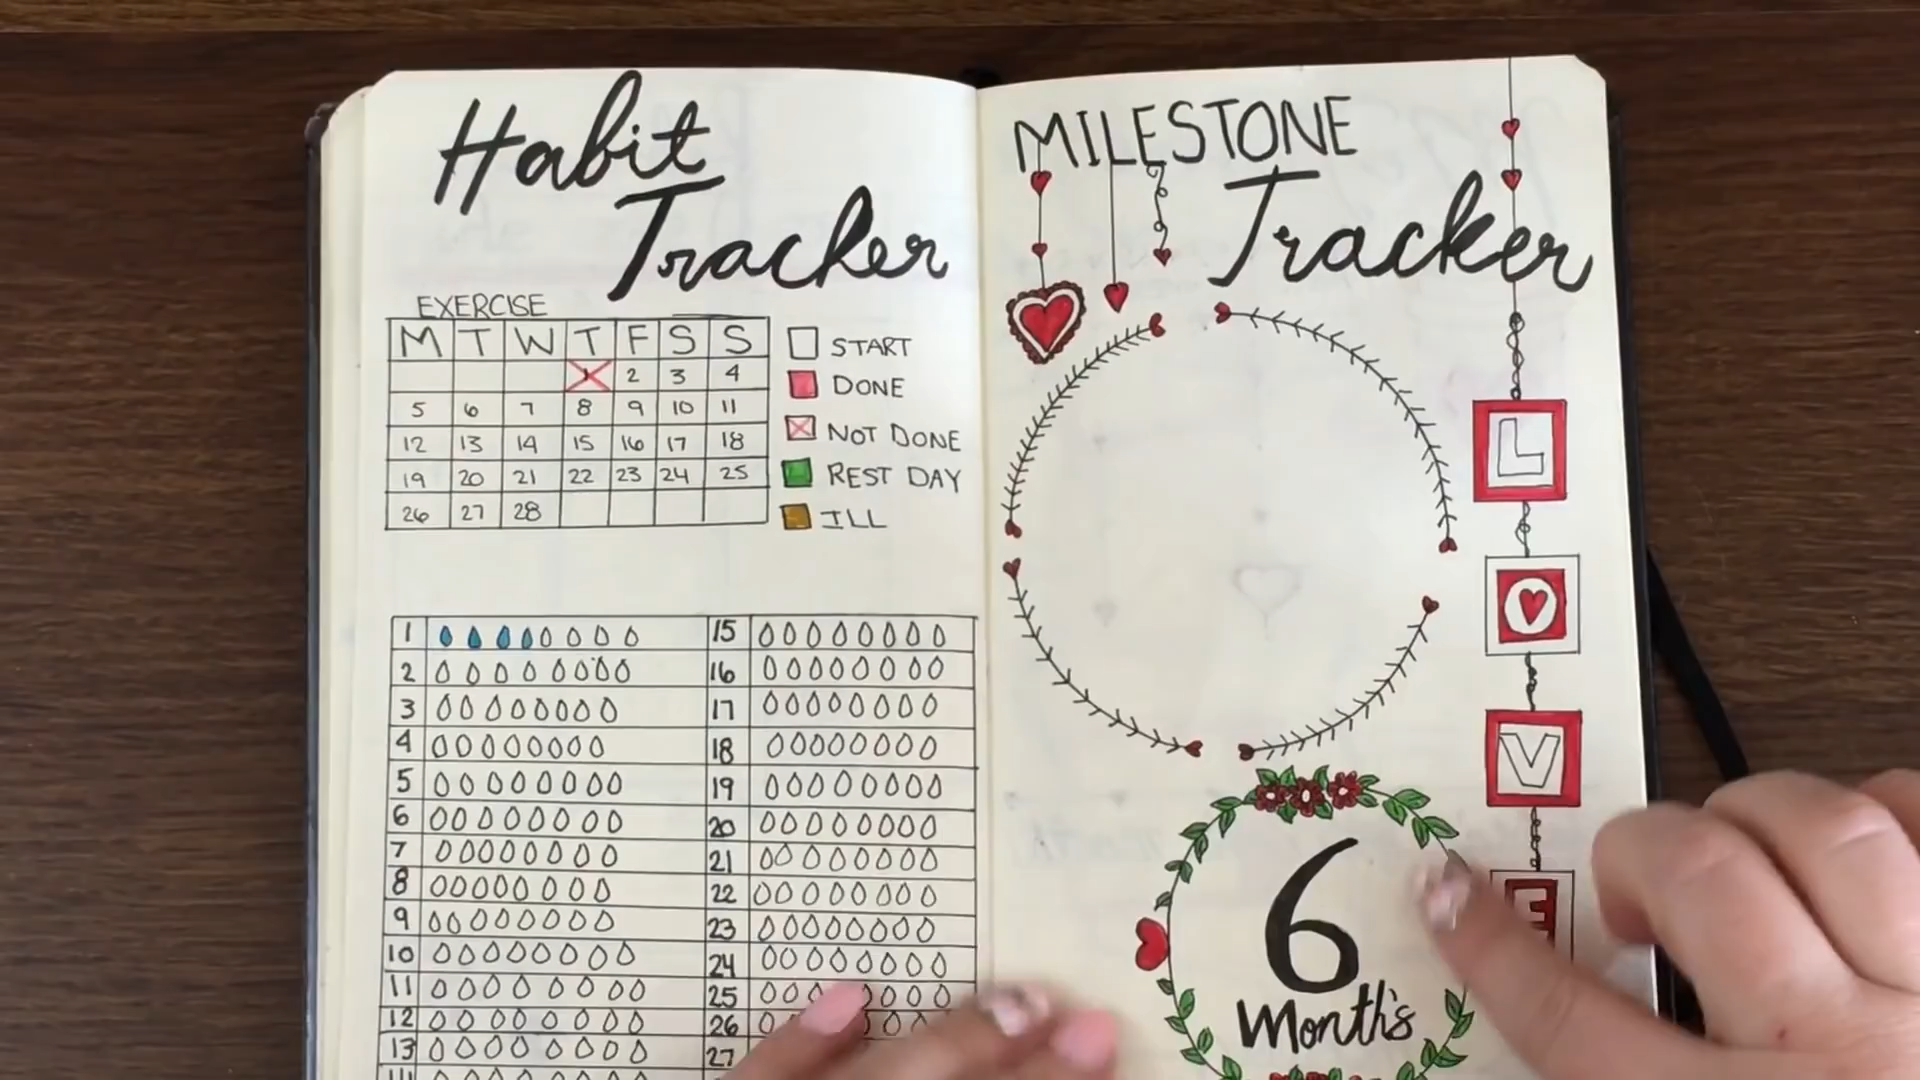 Habit
Tracker
EXERCISE
M T W T F S S
1 2 3 4
5 6 7 8 9 10 11
12 13 14 15 16 17 18
19 20 21 22 23 24 25
26 27 28
START
DONE
NOT DONE
REST DAY
ILL
1 15
2 16
3 17
4 18
5 19
6 20
7 21
8 22
9 23
10 24
11 25
12 26
13 27
MILESTONE
Tracker
L
O
V
E
6
Month's